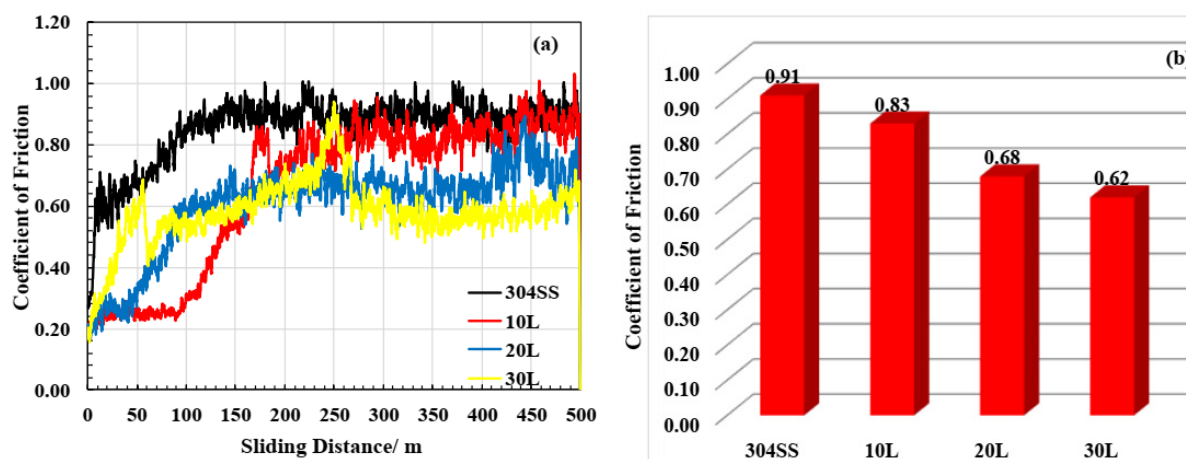 (a)
Coefficient of Friction
1.20
1.00
0.80
0.60
0.40
0.20
0.00
304SS
10L
20L
30L
0 50 100 150 200 250 300 350 400 450 500
Sliding Distance/ m
(b)
Coefficient of Friction
1.00
0.90
0.80
0.70
0.60
0.50
0.40
0.30
0.20
0.10
0.00
0.91
0.83
0.68
0.62
304SS 10L 20L 30L